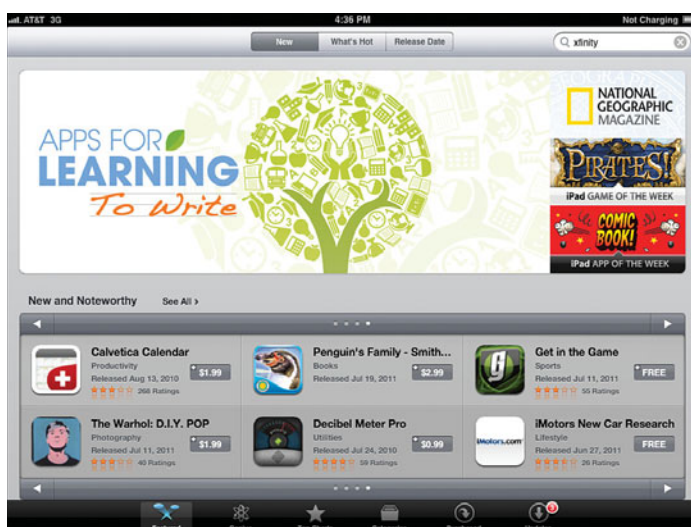 AT&T 3G 4:36 PM Not Charging
New What's Hot Release Date xfinity
APPS FOR
LEARNING
To Write
NATIONAL
GEOGRAPHIC
MAGAZINE
PIRATES!
iPad GAME OF THE WEEK
COMIC
BOOK!
iPad APP OF THE WEEK
New and Noteworthy See All >
Calvetica Calendar
Productivity
Released Aug 13, 2010
268 Ratings
$1.99
Penguin's Family - Smith...
Books
Released Jul 19, 2011
$2.99
Get in the Game
Sports
Released Jul 11, 2011
55 Ratings
FREE
The Warhol: D.I.Y. POP
Photography
Released Jul 11, 2011
45 Ratings
$1.99
Decibel Meter Pro
Utilities
Released Jul 24, 2010
59 Ratings
$0.99
iMotors.com
iMotors New Car Research
Lifestyle
Released Jun 27, 2011
26 Ratings
FREE